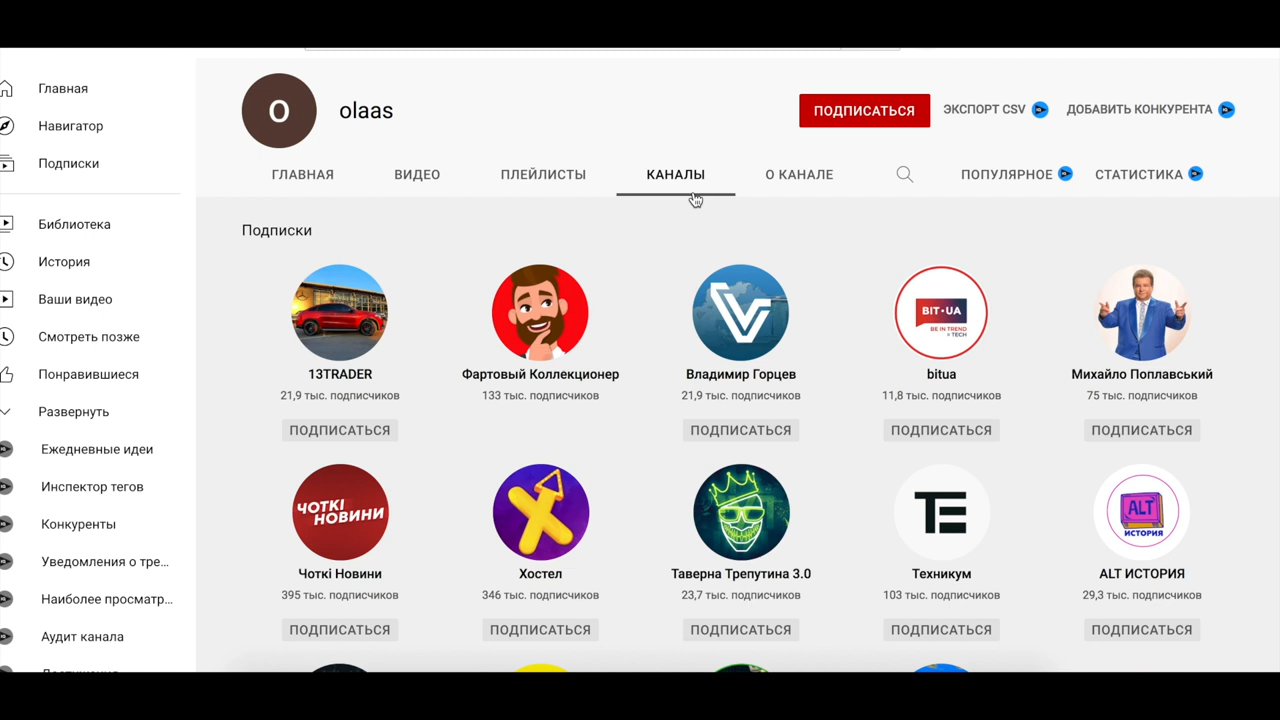 Главная
Навигатор
Подписки
Библиотека
История
Ваши видео
Смотреть позже
Понравившиеся
Развернуть
Ежедневные идеи
Инспектор тегов
Конкуренты
Уведомления о тре...
Наиболее просматр...
Аудит канала
O
olaas
ПОДПИСАТЬСЯ
ЭКСПОРТ CSV
ДОБАВИТЬ КОНКУРЕНТА
ГЛАВНАЯ ВИДЕО ПЛЕЙЛИСТЫ КАНАЛЫ О КАНАЛЕ ПОПУЛЯРНОЕ СТАТИСТИКА
Подписки
BIT·UA
BE IN TREND
× TECH
13TRADER Фартовый Коллекционер Владимир Горцев bitua Михайло Поплавський
21,9 тыс. подписчиков 133 тыс. подписчиков 21,9 тыс. подписчиков 11,8 тыс. подписчиков 75 тыс. подписчиков
ПОДПИСАТЬСЯ ПОДПИСАТЬСЯ ПОДПИСАТЬСЯ ПОДПИСАТЬСЯ
ЧОТКІ
НОВИНИ
ТЕ
ALT
ИСТОРИЯ
Чоткі Новини Хостел Таверна Трепутина 3.0 Техникум ALT ИСТОРИЯ
395 тыс. подписчиков 346 тыс. подписчиков 23,7 тыс. подписчиков 103 тыс. подписчиков 29,3 тыс. подписчиков
ПОДПИСАТЬСЯ ПОДПИСАТЬСЯ ПОДПИСАТЬСЯ ПОДПИСАТЬСЯ ПОДПИСАТЬСЯ